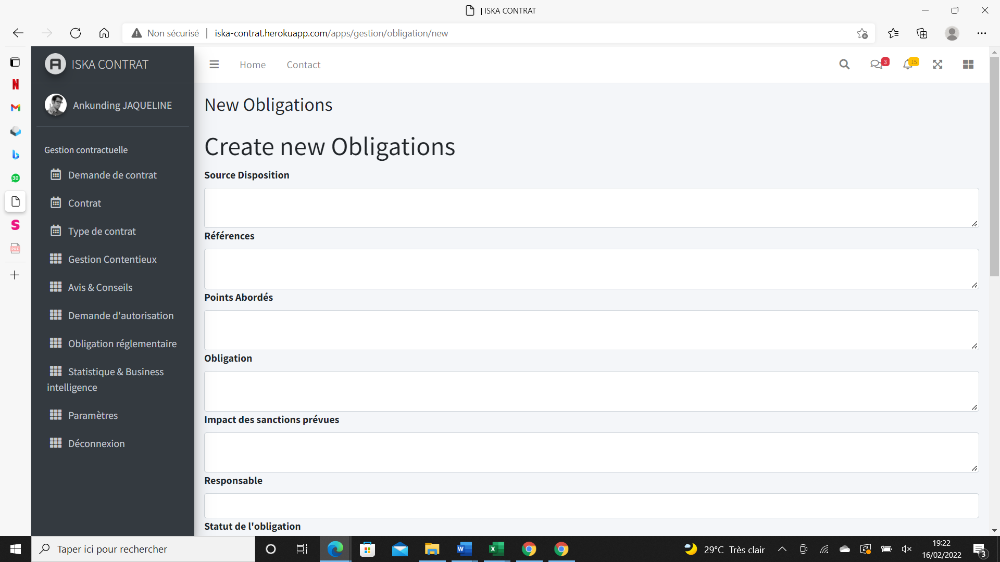 | ISKA CONTRAT
Non sécurisé | iska-contrat.herokuapp.com/apps/gestion/obligation/new
ISKA CONTRAT
Home
Contact
3
15
Ankunding JAQUELINE
New Obligations
Create new Obligations
Gestion contractuelle
Demande de contrat
Contrat
Type de contrat
Gestion Contentieux
Avis & Conseils
Demande d'autorisation
Obligation réglementaire
Statistique & Business
intelligence
Paramètres
Déconnexion
Source Disposition
Références
Points Abordés
Obligation
Impact des sanctions prévues
Responsable
Statut de l'obligation
30
PDF
Taper ici pour rechercher
29°C Très clair
19:22
16/02/2022
3